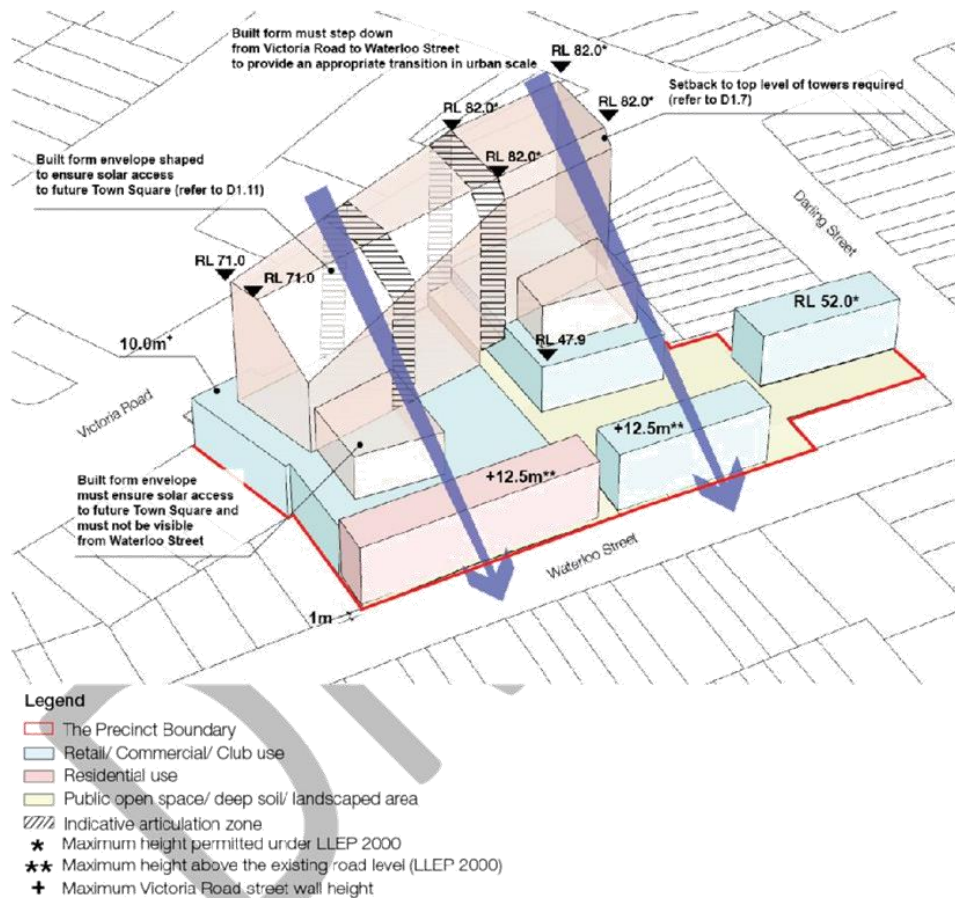 Built form must step down
from Victoria Road to Waterloo Street
to provide an appropriate transition in urban scale
RL 82.0*
Setback to top level of towers required
(refer to D1.7)
RL 82.0*
RL 82.0*
RL 82.0*
Built form envelope shaped
to ensure solar access
to future Town Square (refer to D1.11)
Darling Street
RL 71.0
RL 71.0
RL 52.0*
10.0m+
RL 47.9
Victoria Road
+12.5m**
+12.5m**
Built form envelope
must ensure solar access
to future Town Square and
must not be visible
from Waterloo Street
Waterloo Street
1m
Legend
The Precinct Boundary
Retail/ Commercial/ Club use
Residential use
Public open space/ deep soil/ landscaped area
Indicative articulation zone
* Maximum height permitted under LLEP 2000
** Maximum height above the existing road level (LLEP 2000)
+ Maximum Victoria Road street wall height